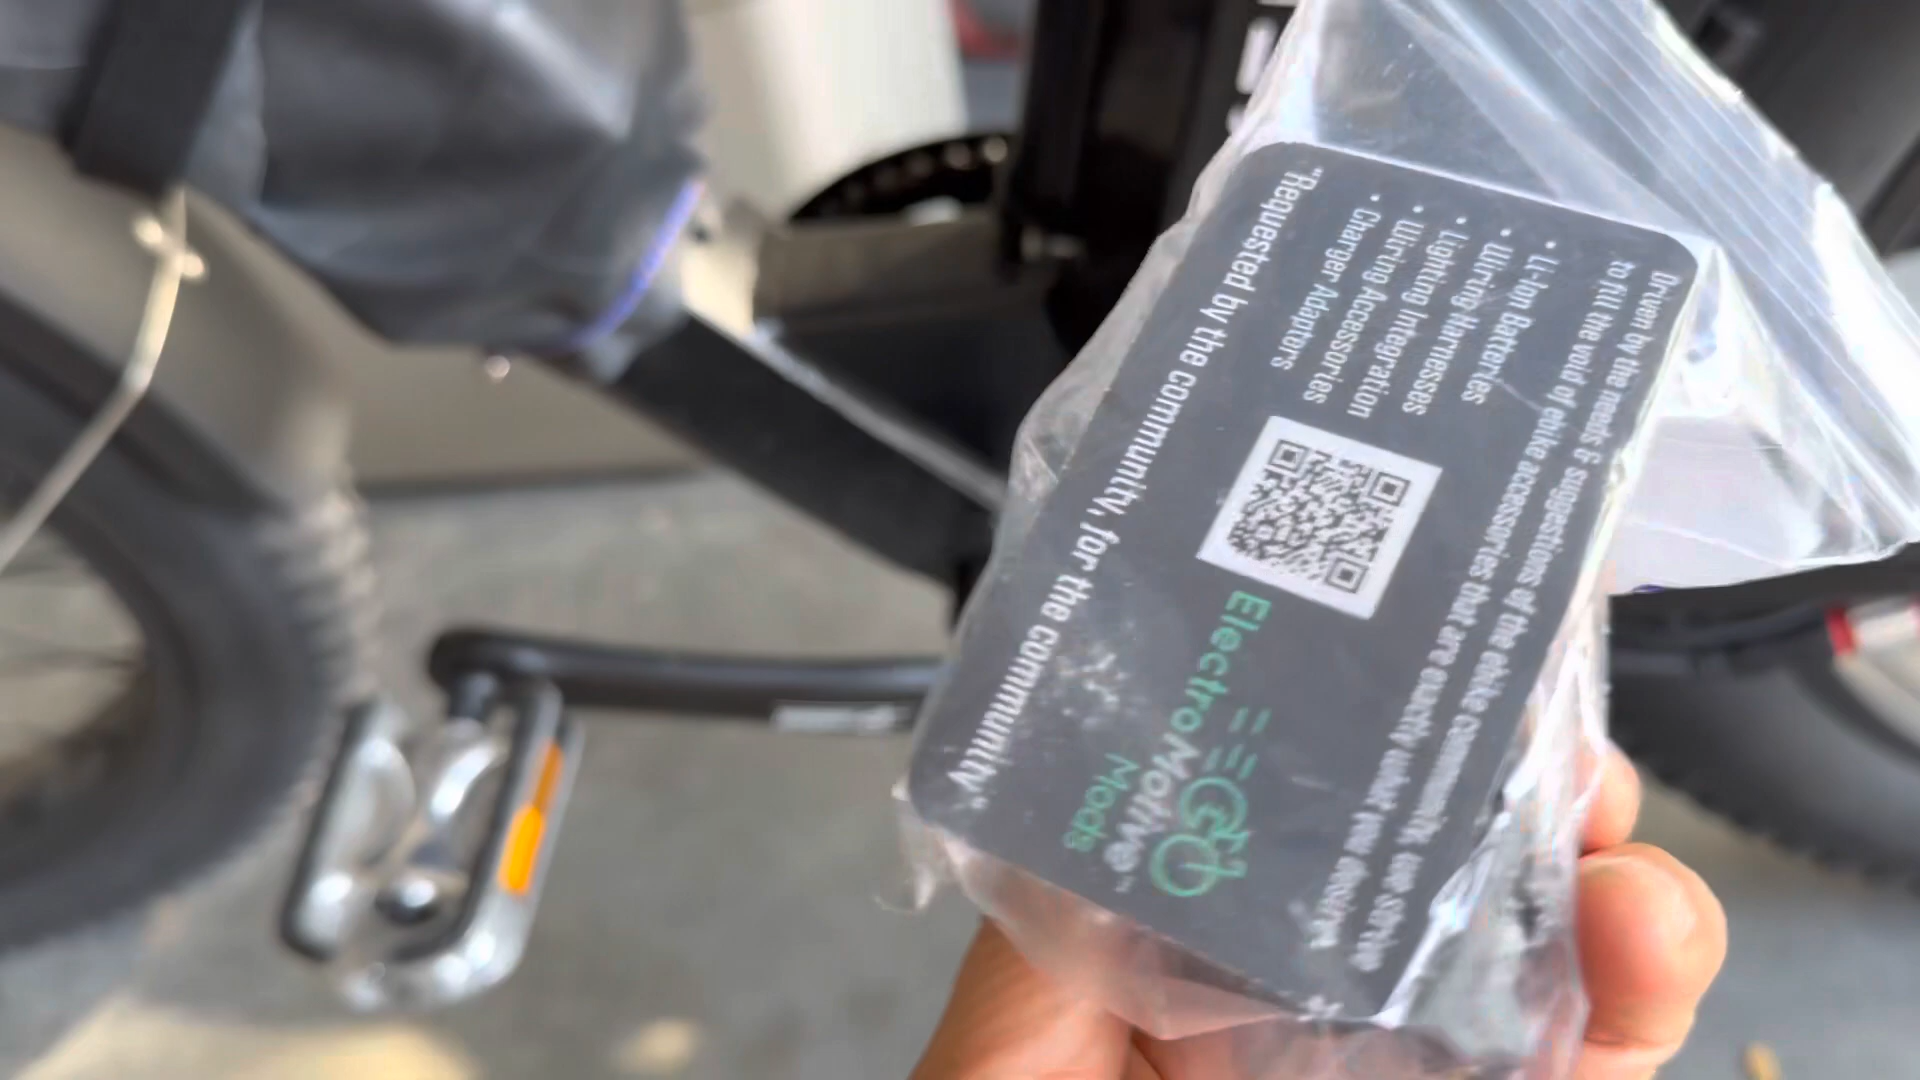 Driven by the needs & suggestions of the ebike community, we strive
to fill the void of ebike accessories that are exactly what you deserve.
• Li-Ion Batteries
• Wiring Harnesses
• Lighting Integration
• Wiring Accessories
• Charger Adapters
ElectroMotive™
Mods
"Requested by the community, for the community"